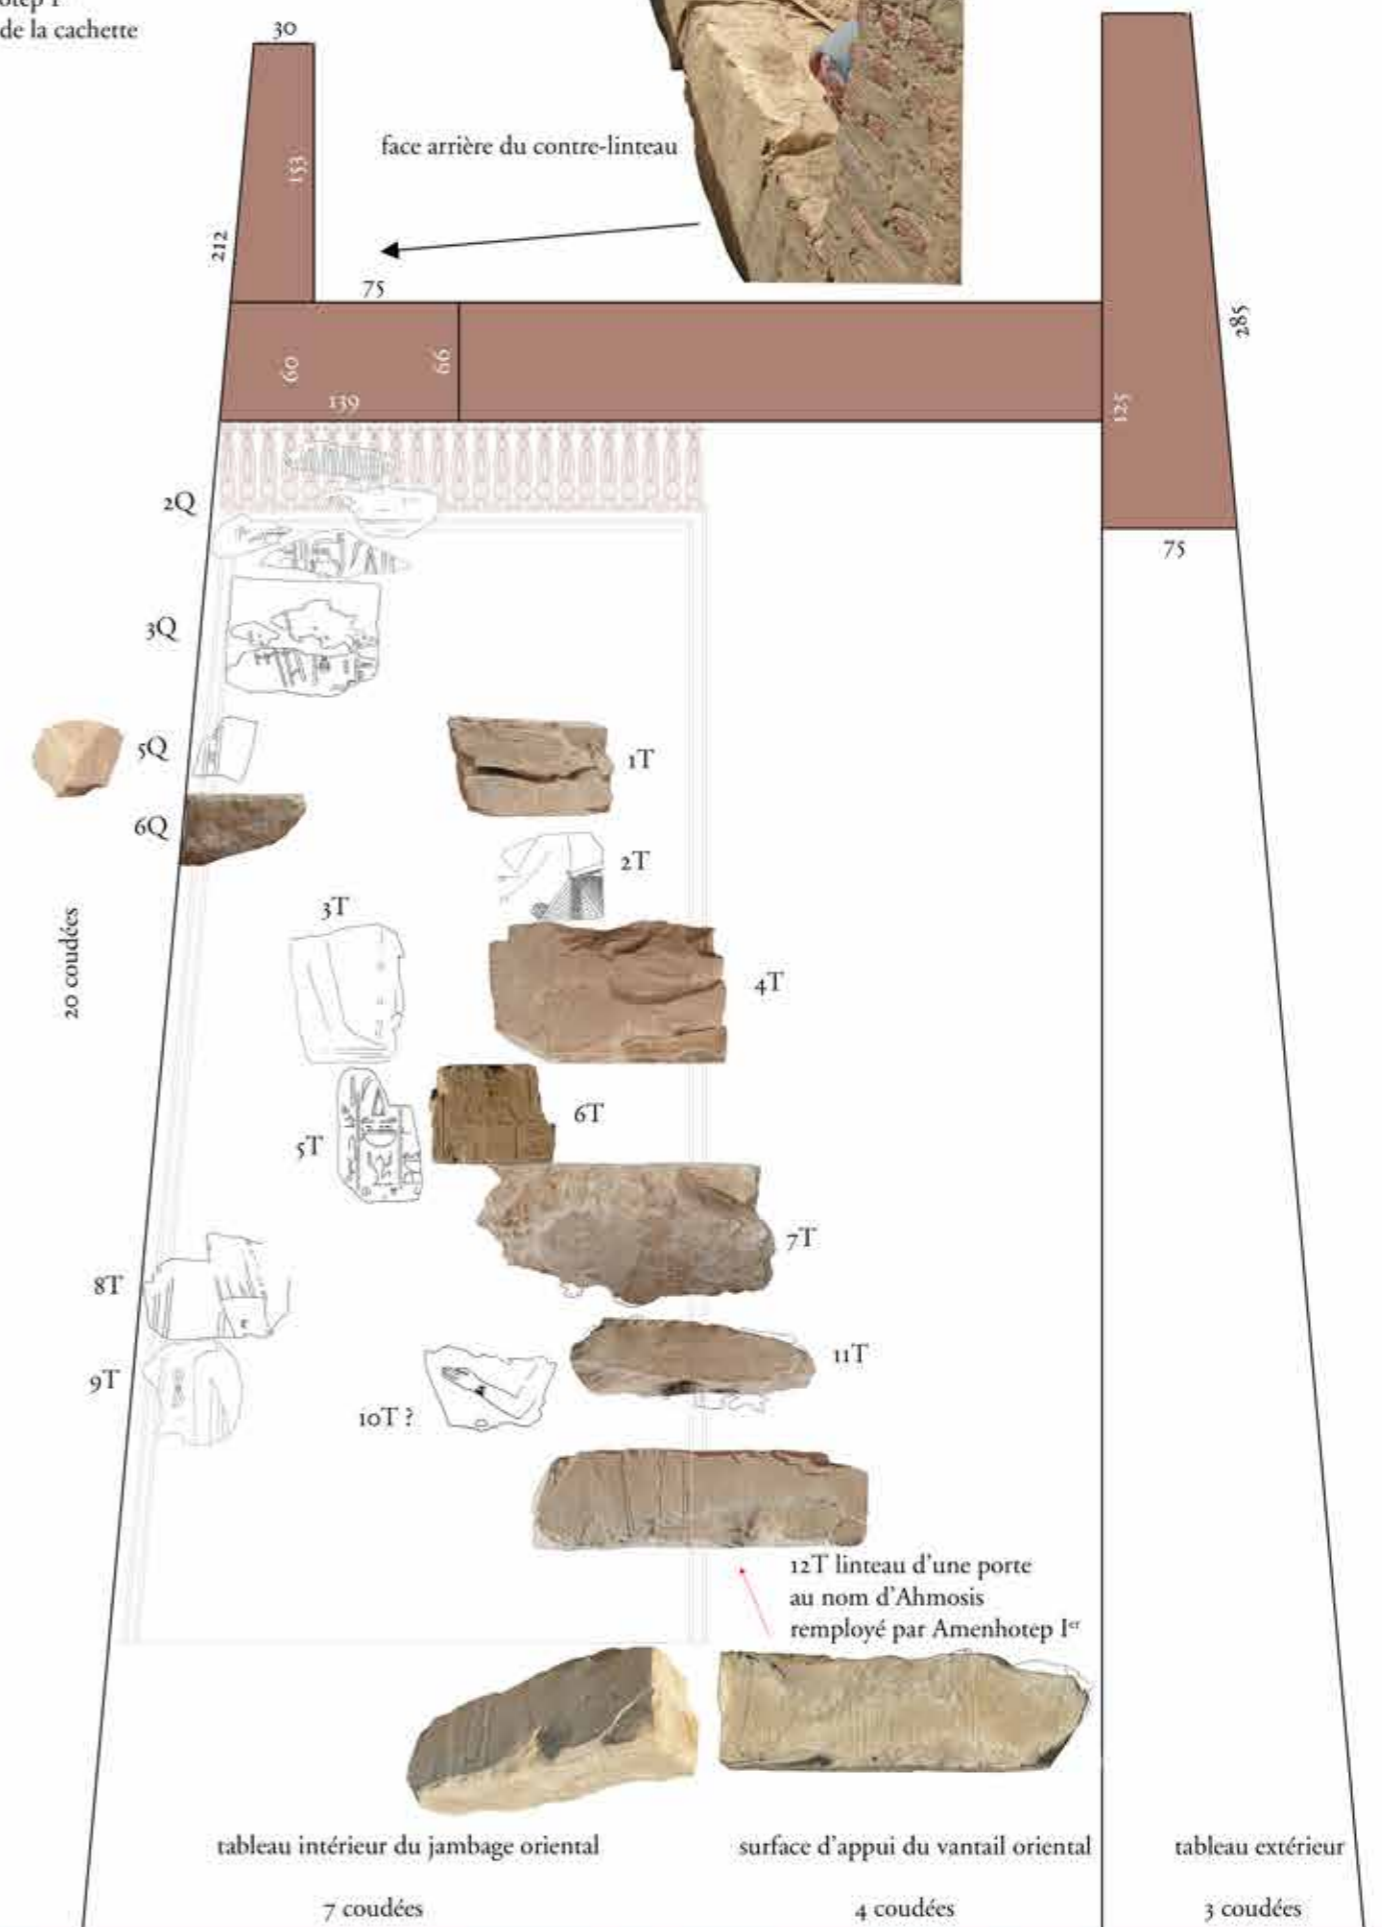 de la cachette
30
153
face arrière du contre-linteau
212
75
285
60
66
139
125
2Q
75
3Q
5Q
1T
6Q
2T
3T
20 coudées
4T
6T
5T
7T
8T
11T
9T
10T ?
12T linteau d'une porte
au nom d'Ahmosis
remployé par Amenhotep Iᵉʳ
tableau intérieur du jambage oriental
surface d'appui du vantail oriental
tableau extérieur
7 coudées
4 coudées
3 coudées